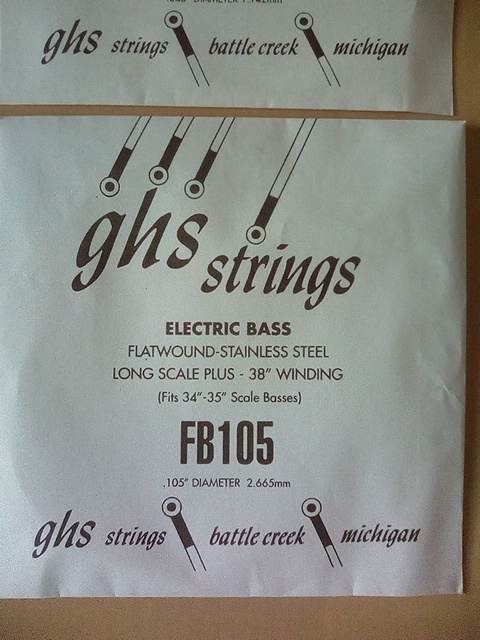 ghs strings battle creek michigan
ghs strings
ELECTRIC BASS
FLATWOUND-STAINLESS STEEL
LONG SCALE PLUS - 38" WINDING
(Fits 34"-35" Scale Basses)
FB105
.105" DIAMETER 2.665mm
ghs strings battle creek michigan